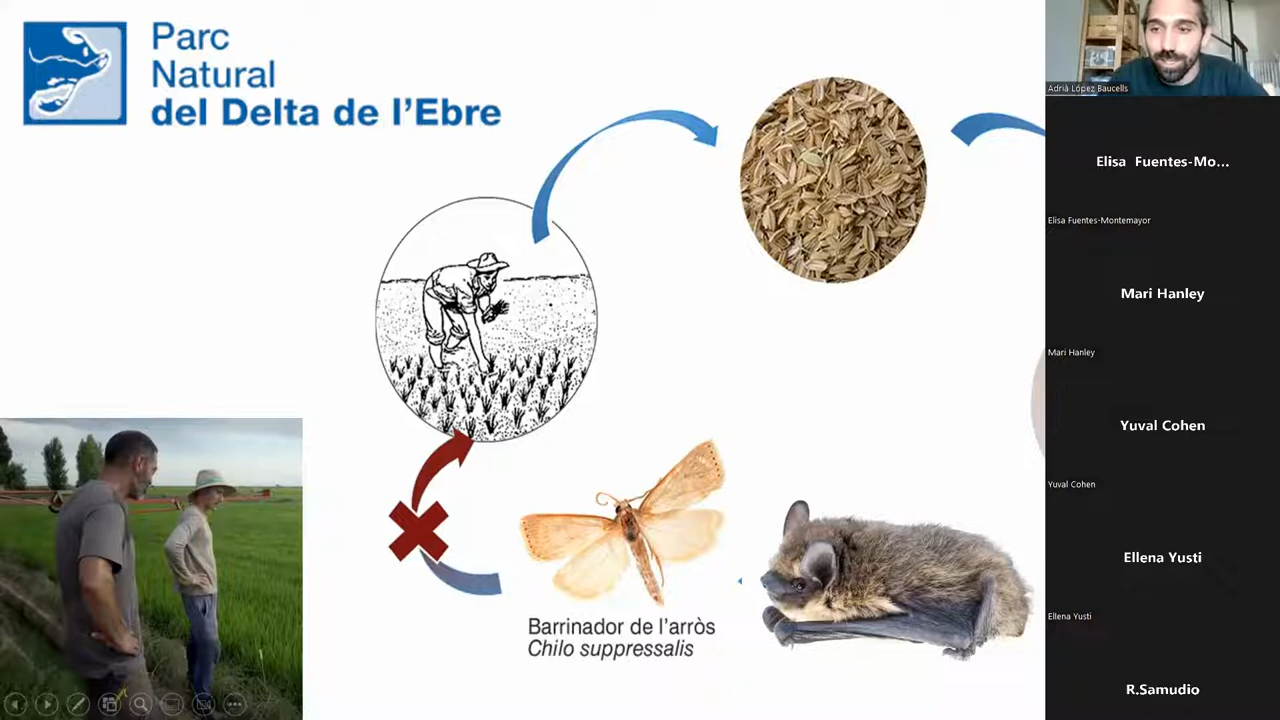 Parc
Natural
del Delta de l'Ebre
Barrinador de l'arròs
Chilo suppressalis
Adrià López Baucells
Elisa Fuentes-Mo...
Elisa Fuentes-Montemayor
Mari Hanley
Mari Hanley
Yuval Cohen
Yuval Cohen
Ellena Yusti
Ellena Yusti
R.Samudio